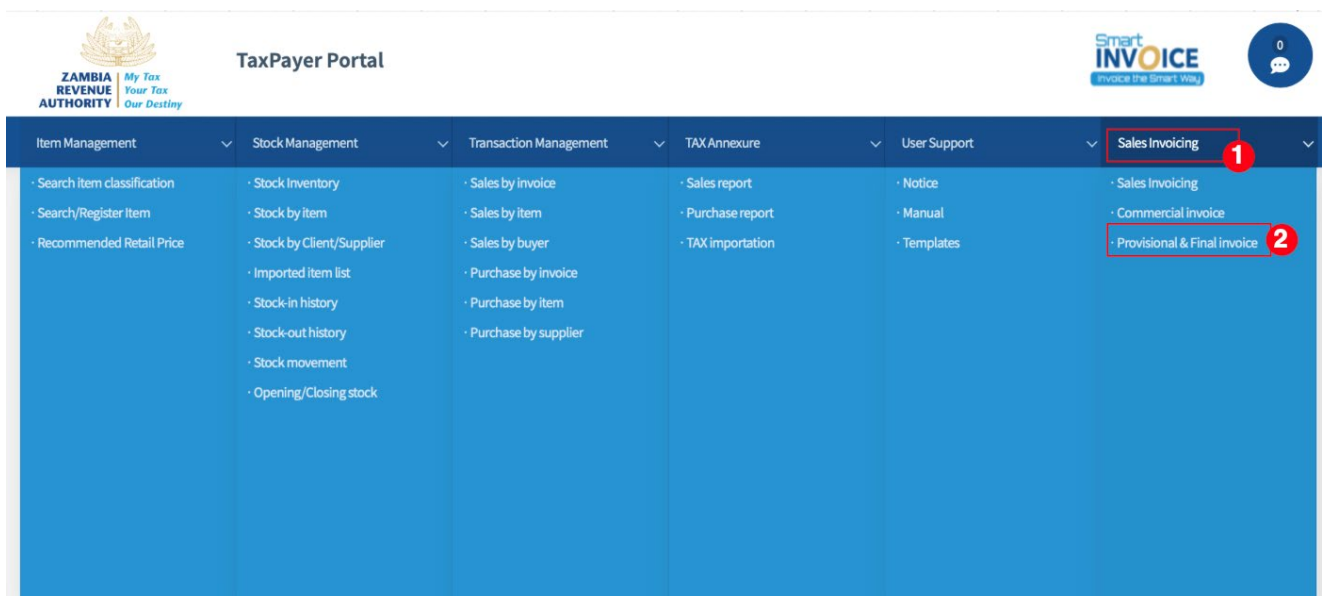 ZAMBIA
REVENUE
AUTHORITY
My Tax
Your Tax
Our Destiny
TaxPayer Portal
Smart
INVOICE
Invoice the Smart Way
0
Item Management
Stock Management
Transaction Management
TAX Annexure
User Support
Sales Invoicing
1
· Search item classification
· Search/Register Item
· Recommended Retail Price
· Stock Inventory
· Stock by item
· Stock by Client/Supplier
· Imported item list
· Stock-in history
· Stock-out history
· Stock movement
· Opening/Closing stock
· Sales by invoice
· Sales by item
· Sales by buyer
· Purchase by invoice
· Purchase by item
· Purchase by supplier
· Sales report
· Purchase report
· TAX importation
· Notice
· Manual
· Templates
· Sales Invoicing
· Commercial invoice
· Provisional & Final invoice
2